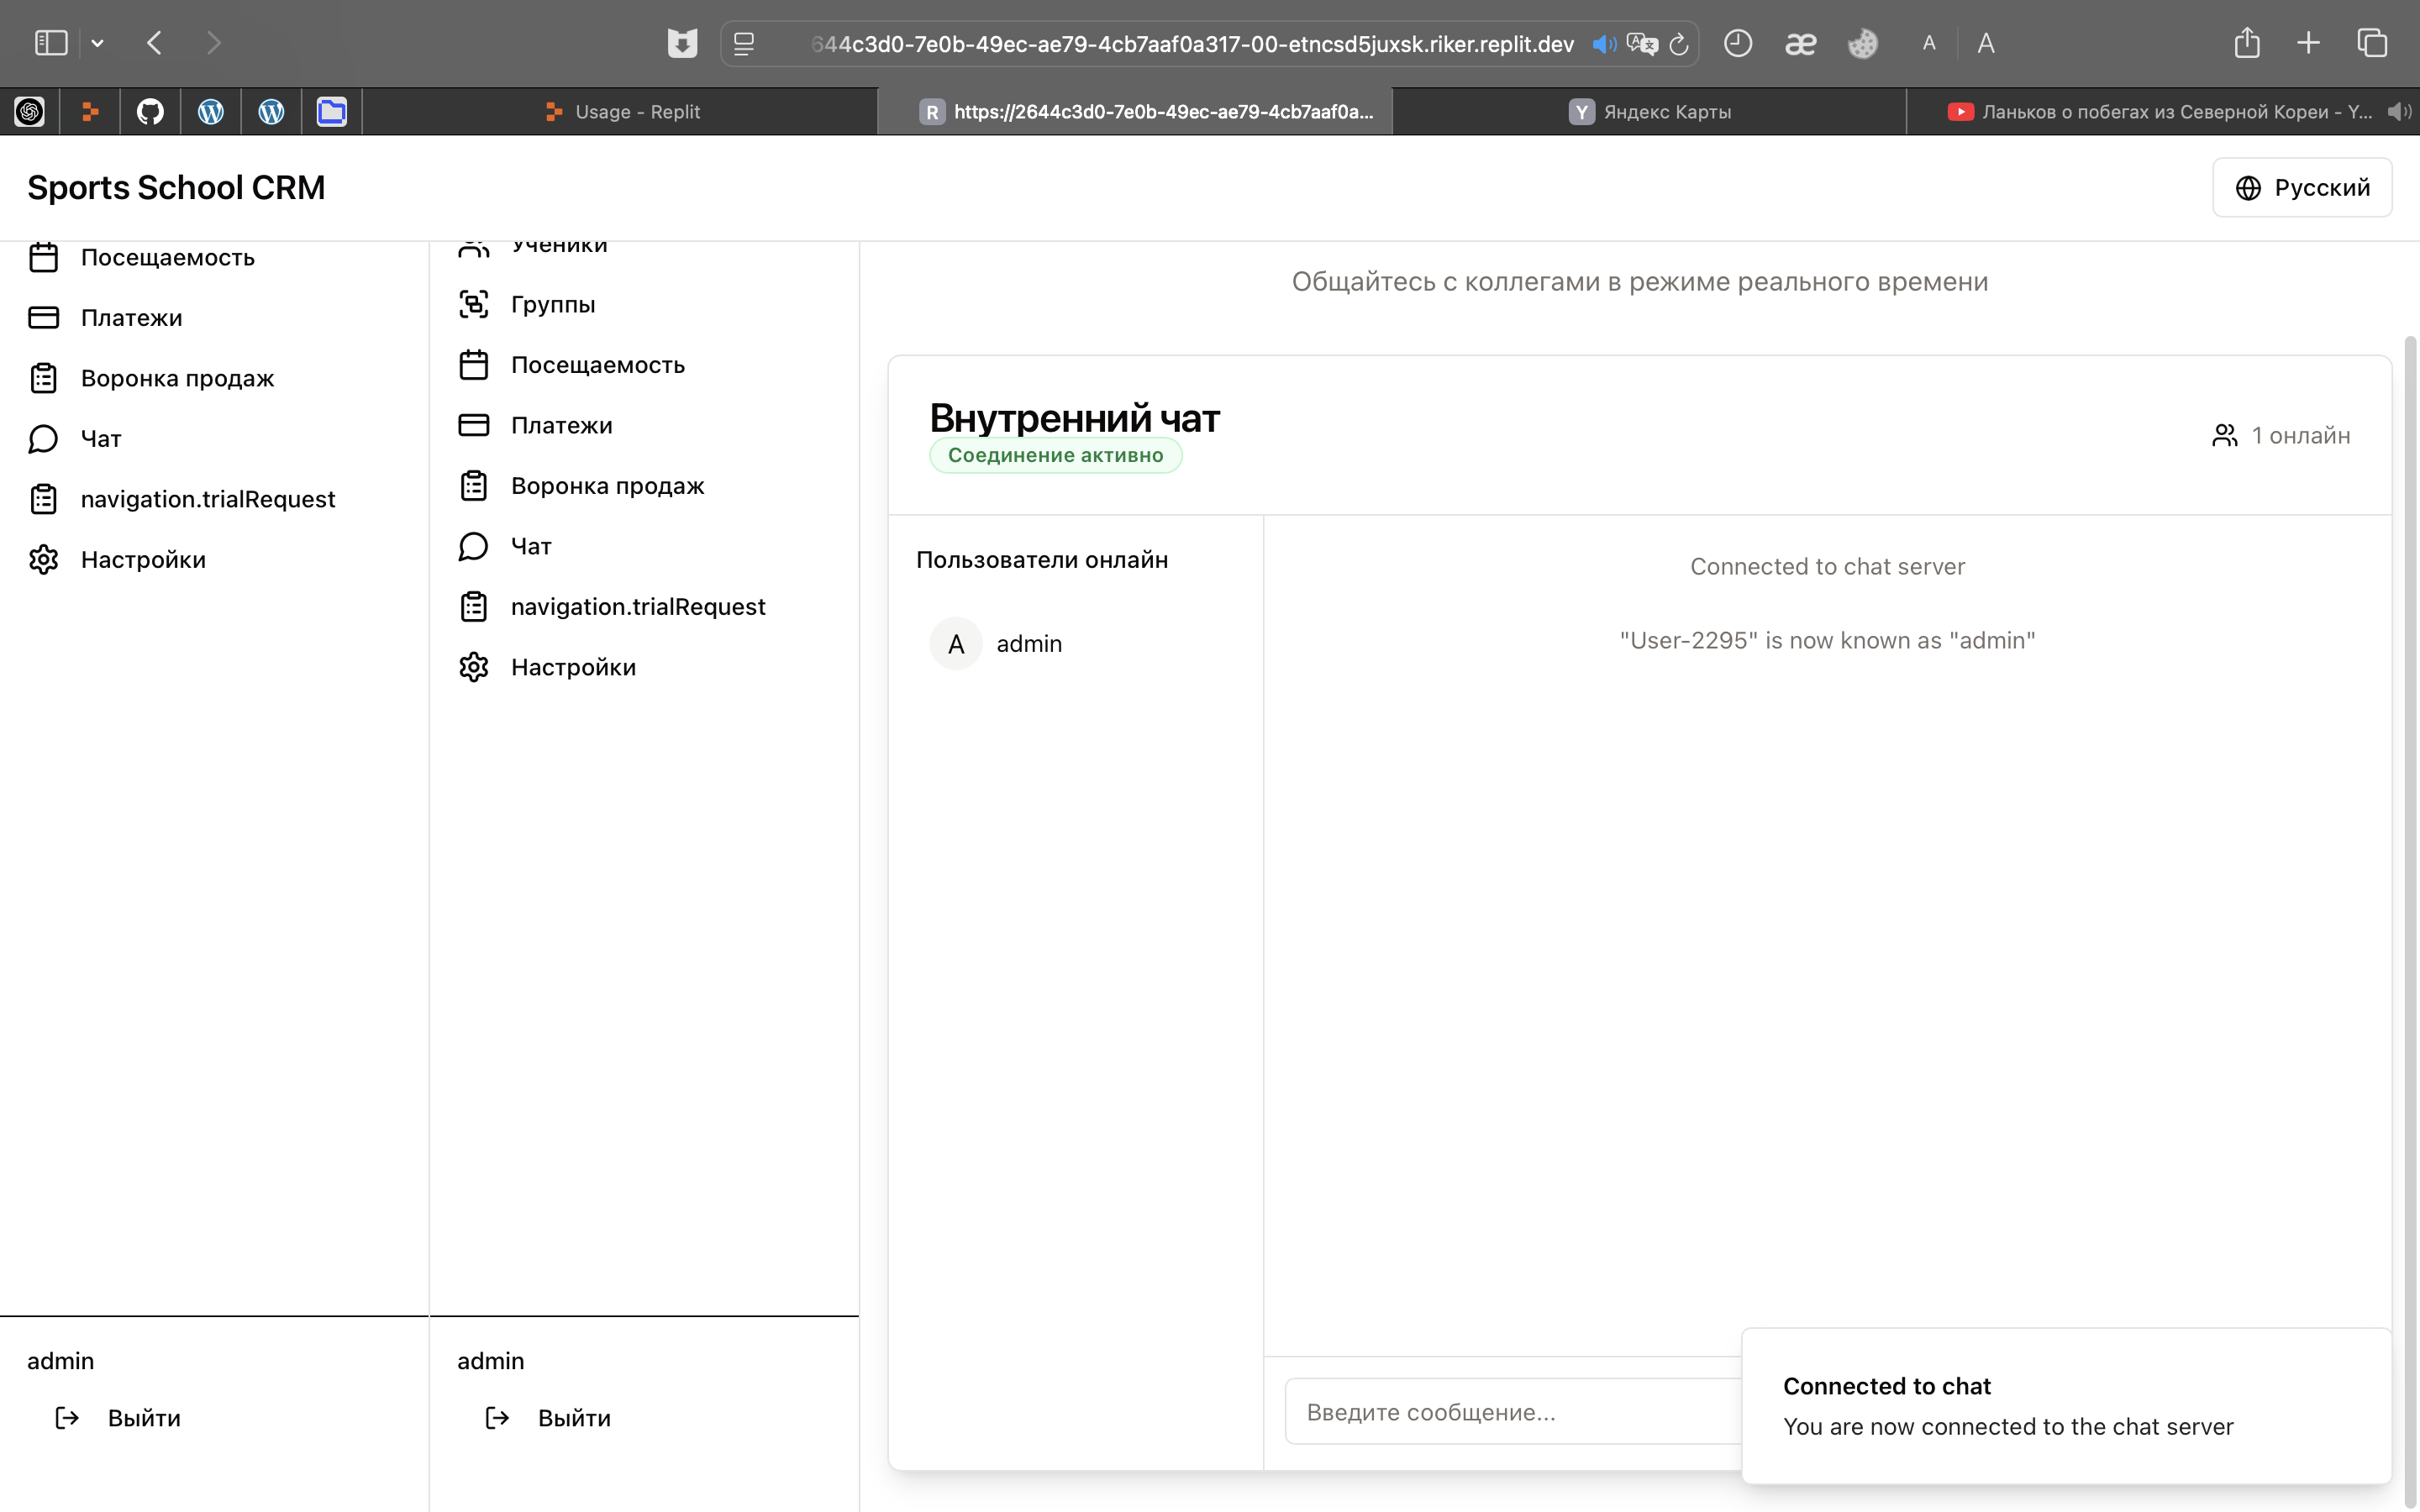 644c3d0-7e0b-49ec-ae79-4cb7aaf0a317-00-etncsd5juxsk.riker.replit.dev
A
A
Usage - Replit
R https://2644c3d0-7e0b-49ec-ae79-4cb7aaf0a...
Y Яндекс Карты
Ланьков о побегах из Северной Кореи - Y...
Sports School CRM
Русский
Посещаемость
Платежи
Воронка продаж
Чат
navigation.trialRequest
Настройки
admin
Выйти
Ученики
Группы
Посещаемость
Платежи
Воронка продаж
Чат
navigation.trialRequest
Настройки
admin
Выйти
Общайтесь с коллегами в режиме реального времени
Внутренний чат
Соединение активно
1 онлайн
Пользователи онлайн
A admin
Connected to chat server
"User-2295" is now known as "admin"
Введите сообщение...
Connected to chat
You are now connected to the chat server